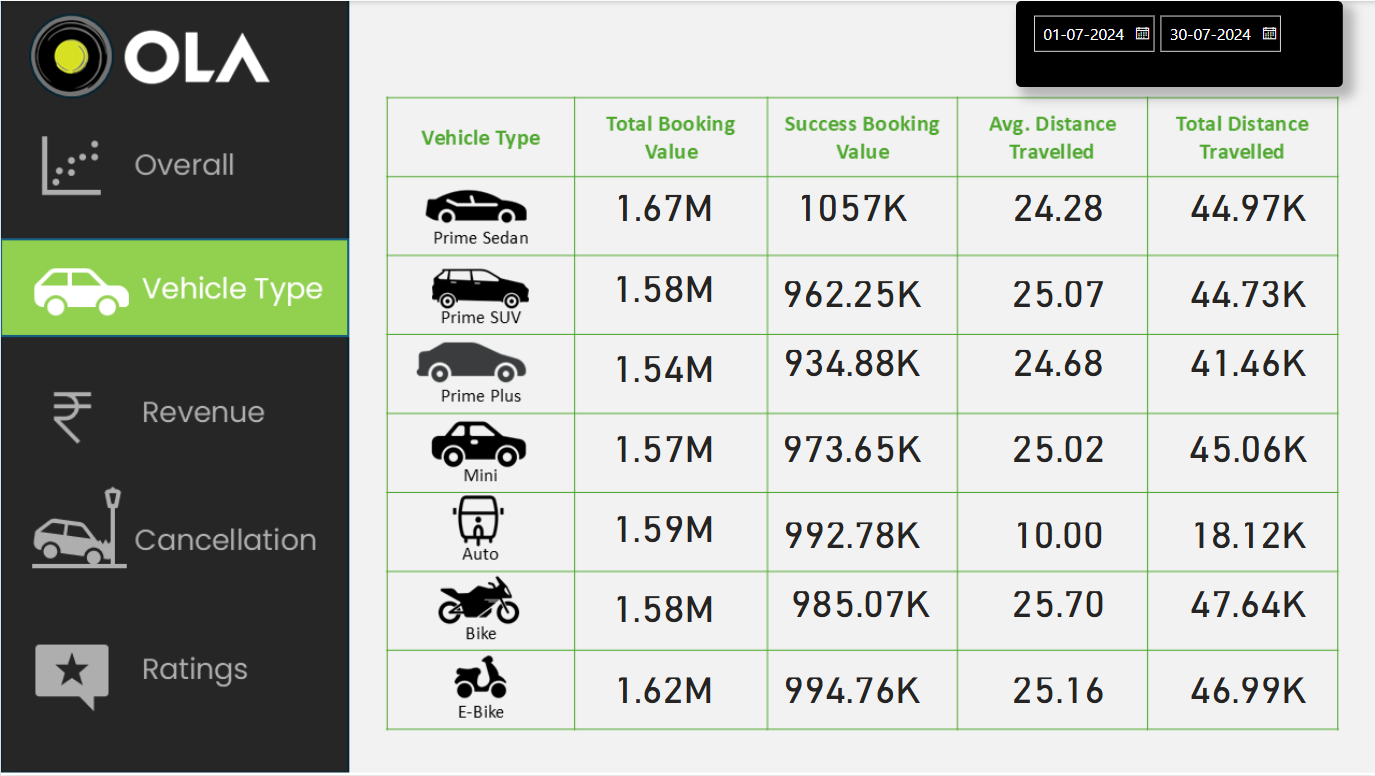 OLA
01-07-2024 30-07-2024
Overall
Vehicle Type
Revenue
Cancellation
Ratings
Vehicle Type Total Booking Value Success Booking Value Avg. Distance Travelled Total Distance Travelled
Prime Sedan 1.67M 1057K 24.28 44.97K
Prime SUV 1.58M 962.25K 25.07 44.73K
Prime Plus 1.54M 934.88K 24.68 41.46K
Mini 1.57M 973.65K 25.02 45.06K
Auto 1.59M 992.78K 10.00 18.12K
Bike 1.58M 985.07K 25.70 47.64K
E-Bike 1.62M 994.76K 25.16 46.99K